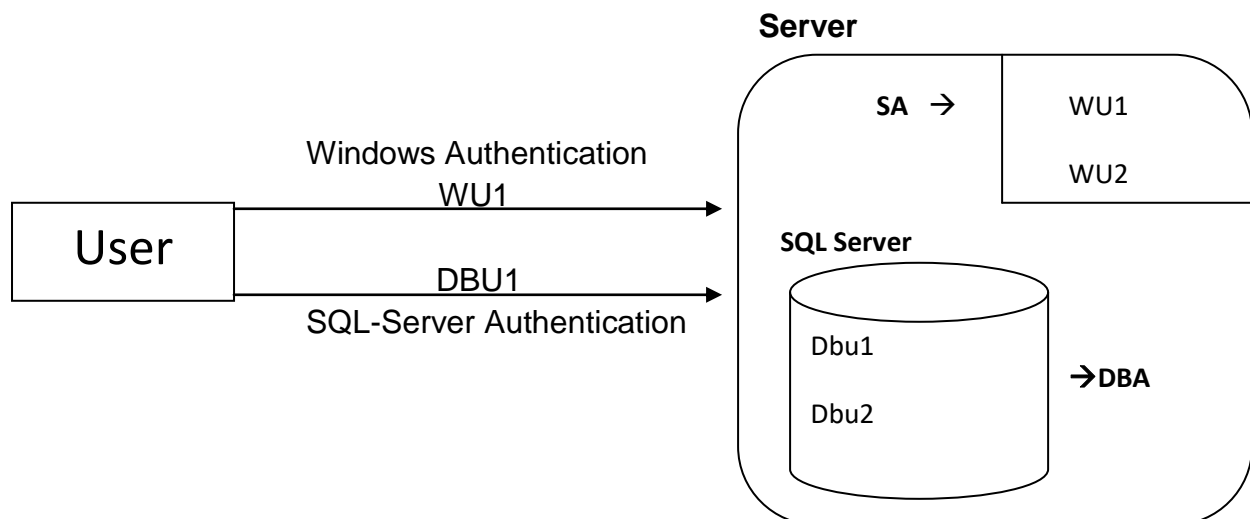 Server
SA →
WU1
WU2
Windows Authentication
WU1
User
DBU1
SQL-Server Authentication
SQL Server
Dbu1
Dbu2
→DBA